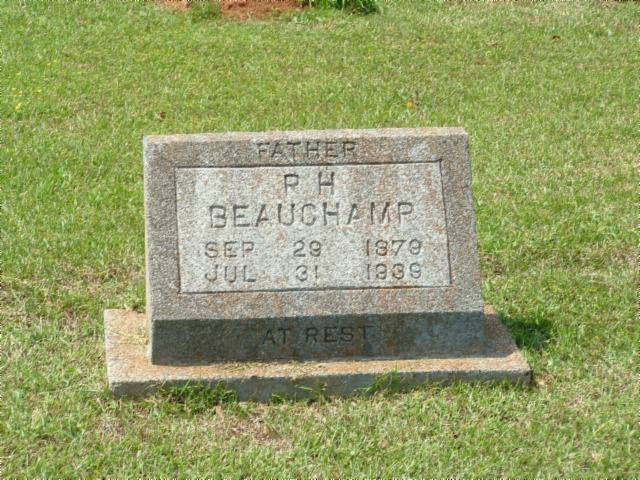 FATHER
P H
BEAUCHAMP
SEP 29 1879
JUL 31 1939
AT REST